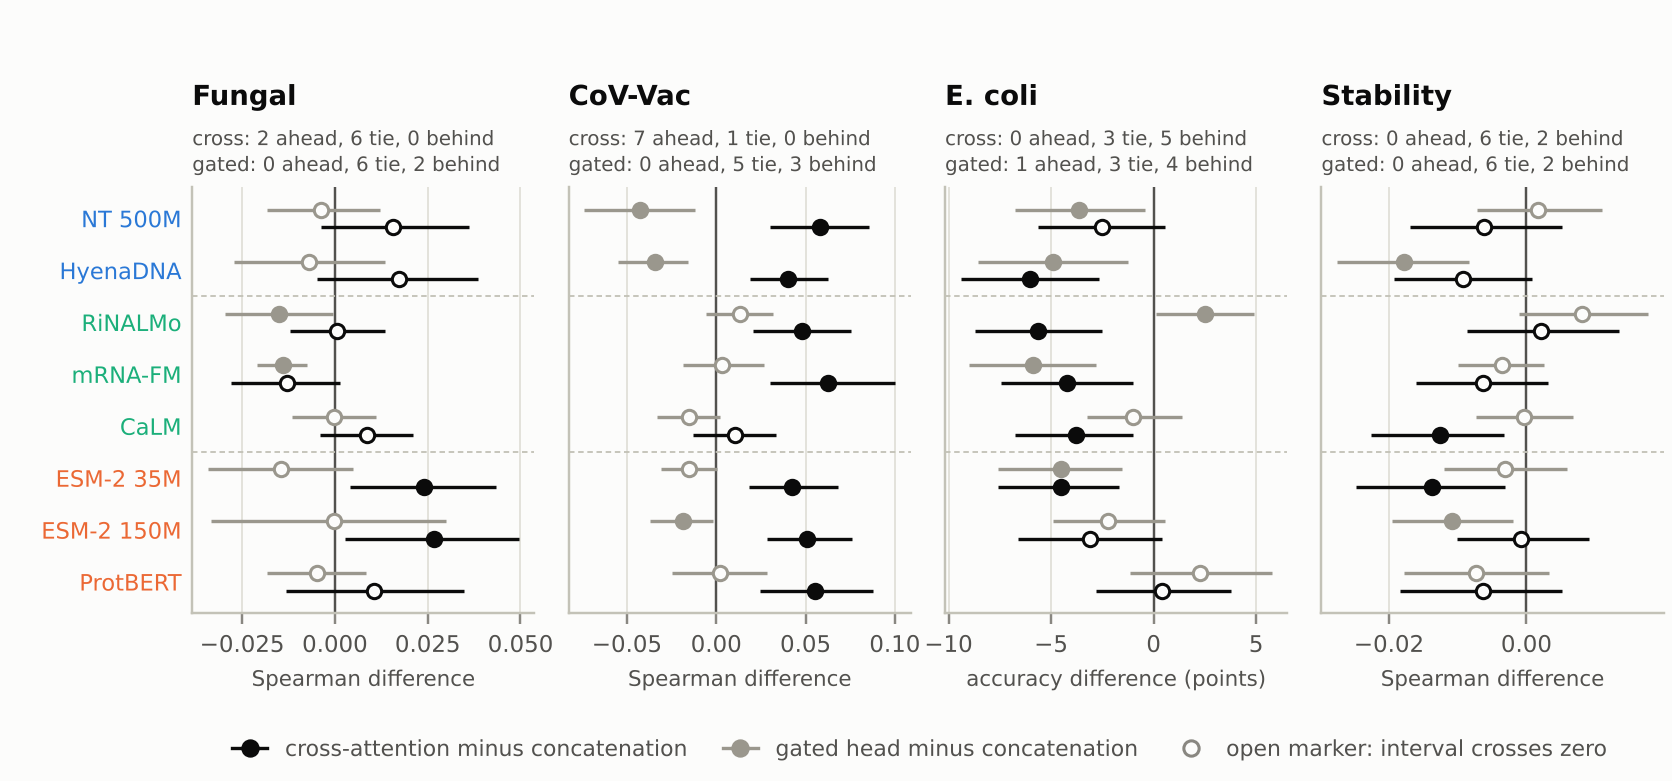 Fungal
cross: 2 ahead, 6 tie, 0 behind
gated: 0 ahead, 6 tie, 2 behind
CoV-Vac
cross: 7 ahead, 1 tie, 0 behind
gated: 0 ahead, 5 tie, 3 behind
E. coli
cross: 0 ahead, 3 tie, 5 behind
gated: 1 ahead, 3 tie, 4 behind
Stability
cross: 0 ahead, 6 tie, 2 behind
gated: 0 ahead, 6 tie, 2 behind
NT 500M
HyenaDNA
RiNALMo
mRNA-FM
CaLM
ESM-2 35M
ESM-2 150M
ProtBERT
−0.025 0.000 0.025 0.050
Spearman difference
−0.05 0.00 0.05 0.10
Spearman difference
−10 −5 0 5
accuracy difference (points)
−0.02 0.00
Spearman difference
cross-attention minus concatenation
gated head minus concatenation
open marker: interval crosses zero